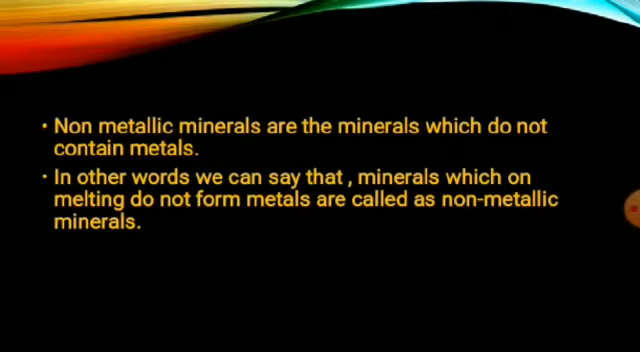 • Non metallic minerals are the minerals which do not
contain metals.
• In other words we can say that , minerals which on
melting do not form metals are called as non-metallic
minerals.